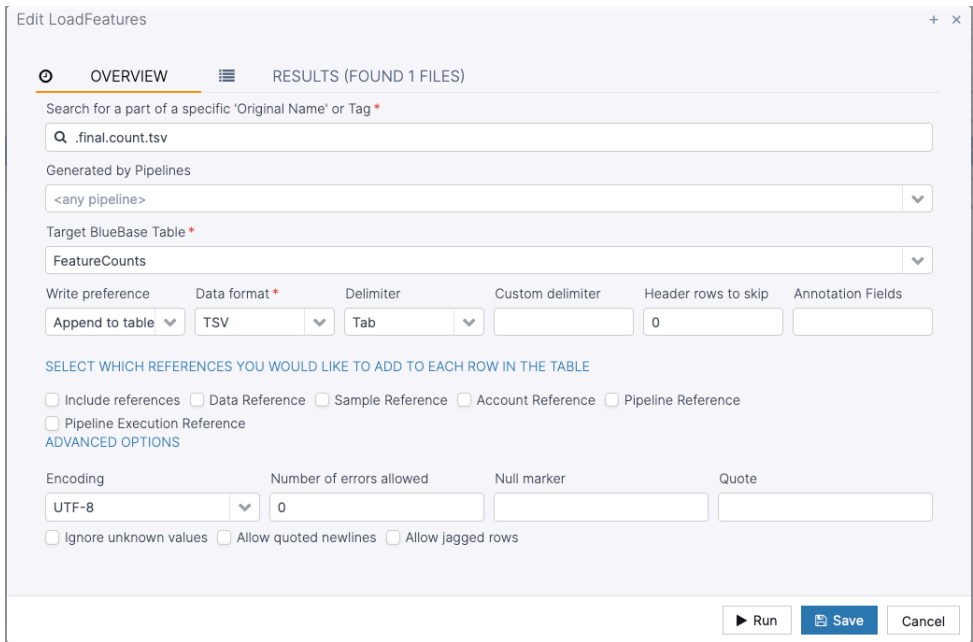 Edit LoadFeatures + ×
OVERVIEW RESULTS (FOUND 1 FILES)
Search for a part of a specific 'Original Name' or Tag *
.final.count.tsv
Generated by Pipelines
<any pipeline>
Target BlueBase Table *
FeatureCounts
Write preference Data format * Delimiter Custom delimiter Header rows to skip Annotation Fields
Append to table TSV Tab 0
SELECT WHICH REFERENCES YOU WOULD LIKE TO ADD TO EACH ROW IN THE TABLE
Include references Data Reference Sample Reference Account Reference Pipeline Reference
Pipeline Execution Reference
ADVANCED OPTIONS
Encoding Number of errors allowed Null marker Quote
UTF-8 0
Ignore unknown values Allow quoted newlines Allow jagged rows
Run Save Cancel